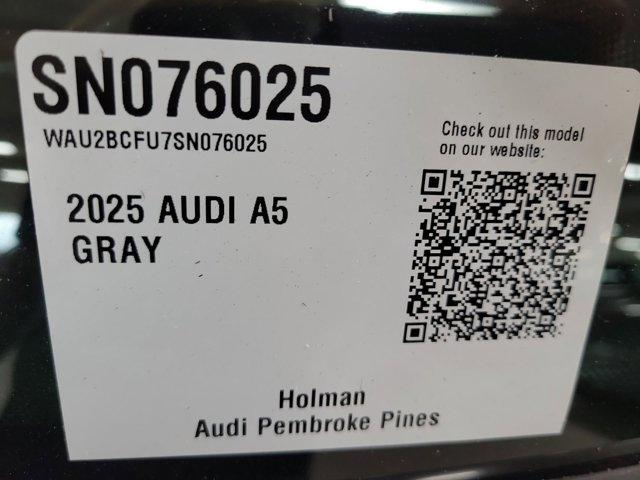 SN076025
WAU2BCFU7SN076025
2025 AUDI A5
GRAY
Check out this model
on our website:
Holman
Audi Pembroke Pines